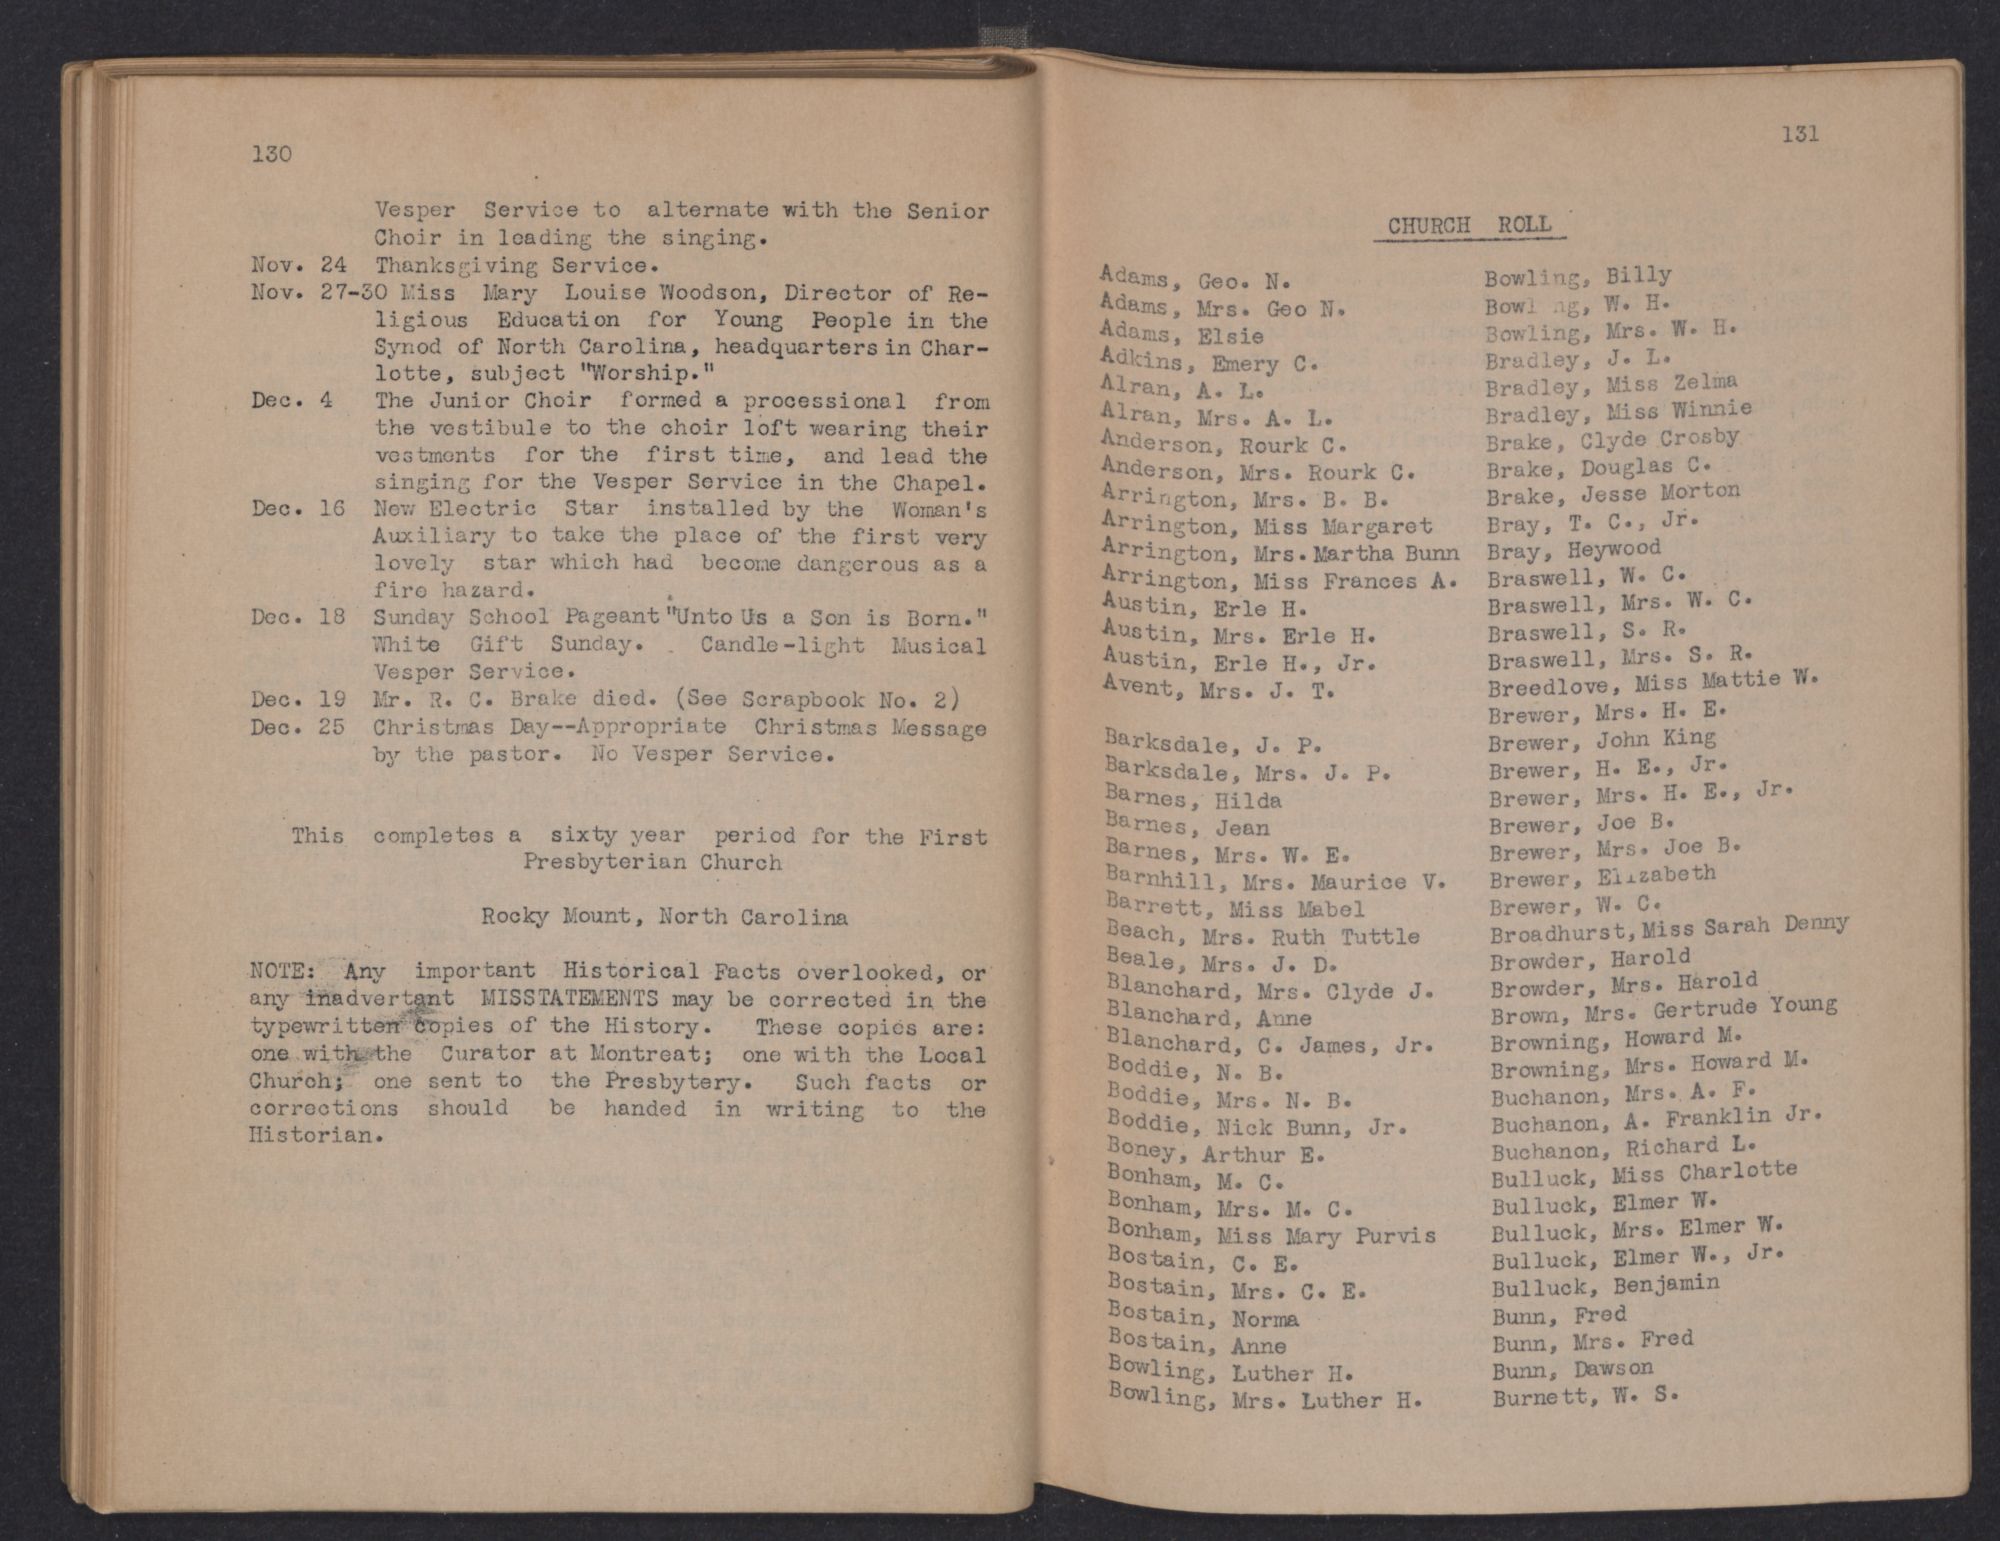 130
Vesper Service to alternate with the Senior
Choir in leading the singing.
Nov. 24 Thanksgiving Service.
Nov. 27-30 Miss Mary Louise Woodson, Director of Re-
ligious Education for Young People in the
Synod of North Carolina, headquarters in Char-
lotte, subject "Worship."
Dec. 4 The Junior Choir formed a processional from
the vestibule to the choir loft wearing their
vestments for the first time, and lead the
singing for the Vesper Service in the Chapel.
Dec. 16 New Electric Star installed by the Woman's
Auxiliary to take the place of the first very
lovely star which had become dangerous as a
fire hazard.
Dec. 18 Sunday School Pageant "Unto Us a Son is Born."
White Gift Sunday. Candle-light Musical
Vesper Service.
Dec. 19 Mr. R. C. Brake died. (See Scrapbook No. 2)
Dec. 25 Christmas Day--Appropriate Christmas Message
by the pastor. No Vesper Service.
This completes a sixty year period for the First
Presbyterian Church
Rocky Mount, North Carolina
NOTE: Any important Historical Facts overlooked, or
any inadvertant MISSTATEMENTS may be corrected in the
typewritten copies of the History. These copies are:
one with the Curator at Montreat; one with the Local
Church; one sent to the Presbytery. Such facts or
corrections should be handed in writing to the
Historian.
131
CHURCH ROLL
Adams, Geo. N.
Adams, Mrs. Geo N.
Adams, Elsie
Adkins, Emery C.
Alran, A. L.
Alran, Mrs. A. L.
Anderson, Rourk C.
Anderson, Mrs. Rourk C.
Arrington, Mrs. B. B.
Arrington, Miss Margaret
Arrington, Mrs. Martha Bunn
Arrington, Miss Frances A.
Austin, Erle H.
Austin, Mrs. Erle H.
Austin, Erle H., Jr.
Avent, Mrs. J. T.
Barksdale, J. P.
Barksdale, Mrs. J. P.
Barnes, Hilda
Barnes, Jean
Barnes, Mrs. W. E.
Barnhill, Mrs. Maurice V.
Barrett, Miss Mabel
Beach, Mrs. Ruth Tuttle
Beale, Mrs. J. D.
Blanchard, Mrs. Clyde J.
Blanchard, Anne
Blanchard, C. James, Jr.
Boddie, N. B.
Boddie, Mrs. N. B.
Boddie, Nick Bunn, Jr.
Boney, Arthur E.
Bonham, M. C.
Bonham, Mrs. M. C.
Bonham, Miss Mary Purvis
Bostain, C. E.
Bostain, Mrs. C. E.
Bostain, Norma
Bostain, Anne
Bowling, Luther H.
Bowling, Mrs. Luther H.
Bowling, Billy
Bowl ng, W. H.
Bowling, Mrs. W. H.
Bradley, J. L.
Bradley, Miss Zelma
Bradley, Miss Winnie
Brake, Clyde Crosby
Brake, Douglas C.
Brake, Jesse Morton
Bray, T. C., Jr.
Bray, Heywood
Braswell, W. C.
Braswell, Mrs. W. C.
Braswell, S. R.
Braswell, Mrs. S. R.
Breedlove, Miss Mattie W.
Brewer, Mrs. H. E.
Brewer, John King
Brewer, H. E., Jr.
Brewer, Mrs. H. E., Jr.
Brewer, Joe B.
Brewer, Mrs. Joe B.
Brewer, Elizabeth
Brewer, W. C.
Broadhurst, Miss Sarah Denny
Browder, Harold
Browder, Mrs. Harold
Brown, Mrs. Gertrude Young
Browning, Howard M.
Browning, Mrs. Howard M.
Buchanon, Mrs. A. F.
Buchanon, A. Franklin Jr.
Buchanon, Richard L.
Bulluck, Miss Charlotte
Bulluck, Elmer W.
Bulluck, Mrs. Elmer W.
Bulluck, Elmer W., Jr.
Bulluck, Benjamin
Bunn, Fred
Bunn, Mrs. Fred
Bunn, Dawson
Burnett, W. S.